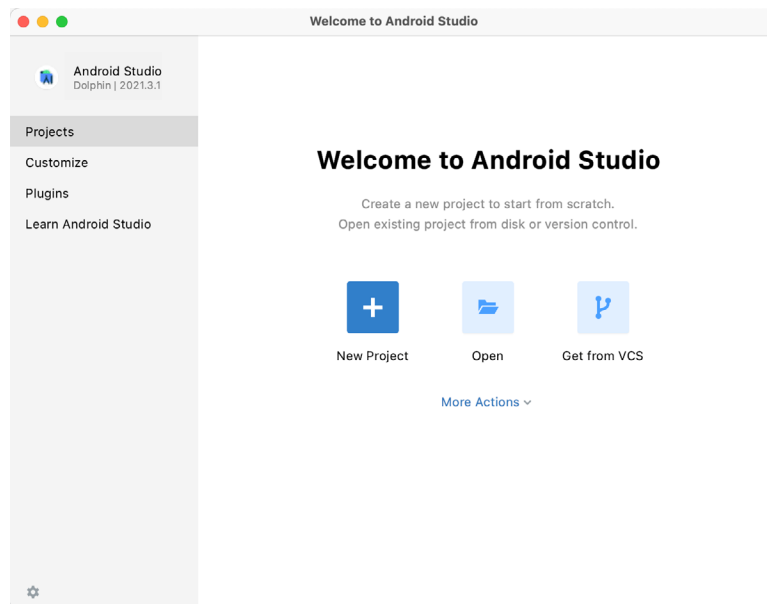 Welcome to Android Studio
Android Studio
Dolphin | 2021.3.1
Projects
Customize
Plugins
Learn Android Studio
Welcome to Android Studio
Create a new project to start from scratch.
Open existing project from disk or version control.
New Project
Open
Get from VCS
More Actions